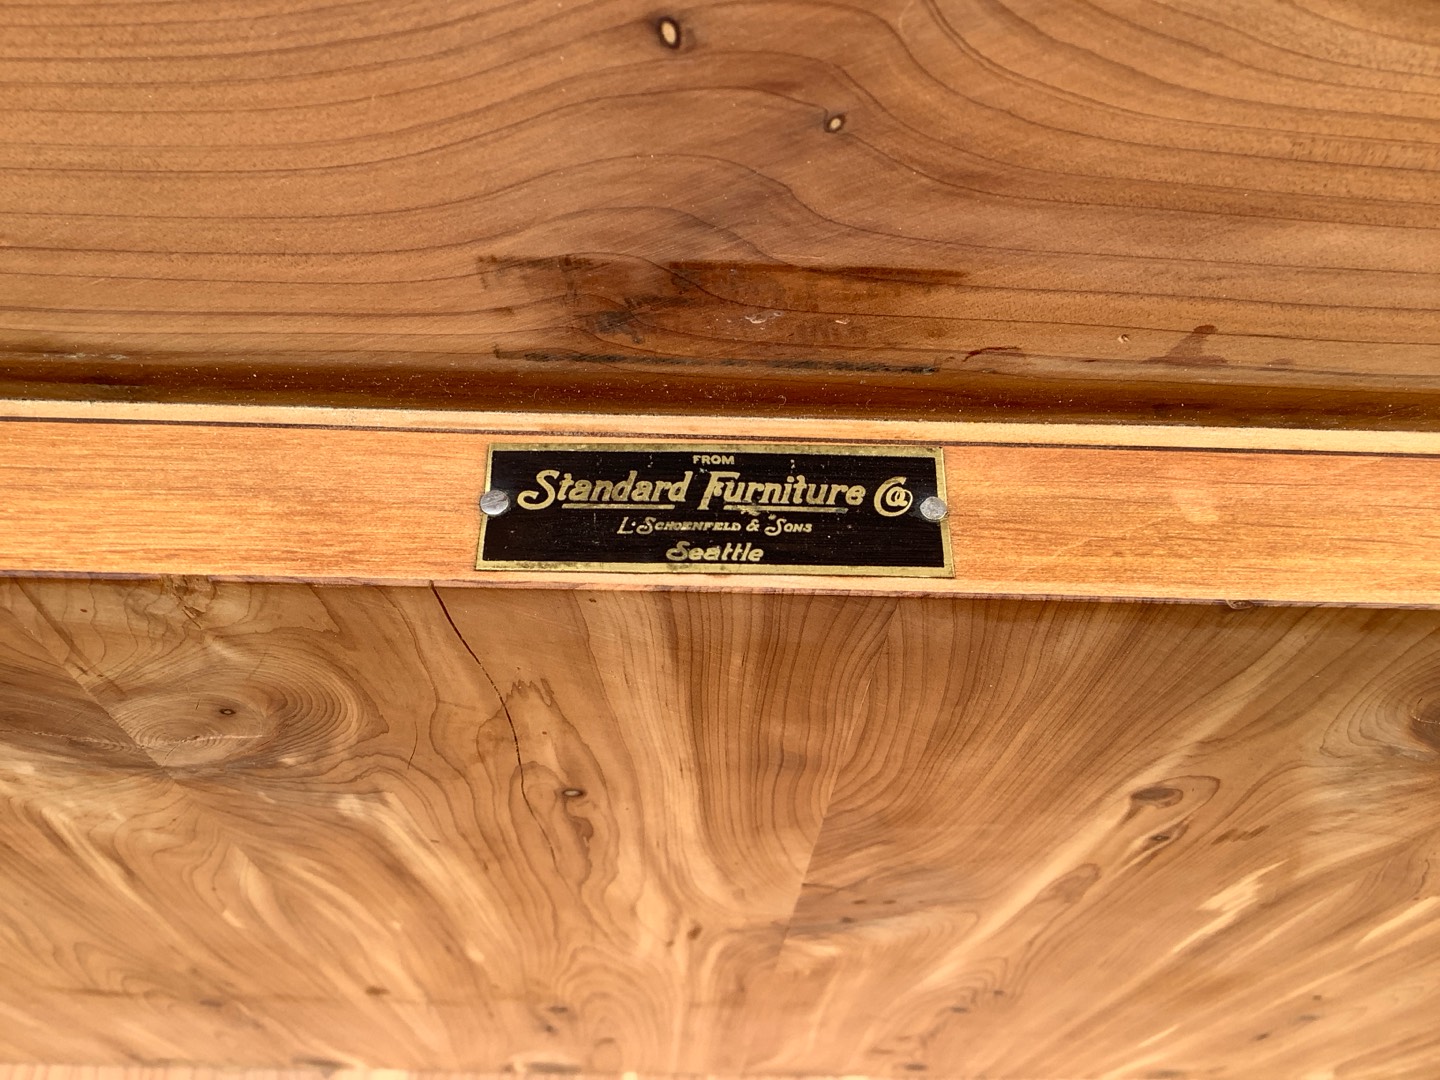 FROM
Standard Furniture Co
L. Schoenfeld & Sons
Seattle